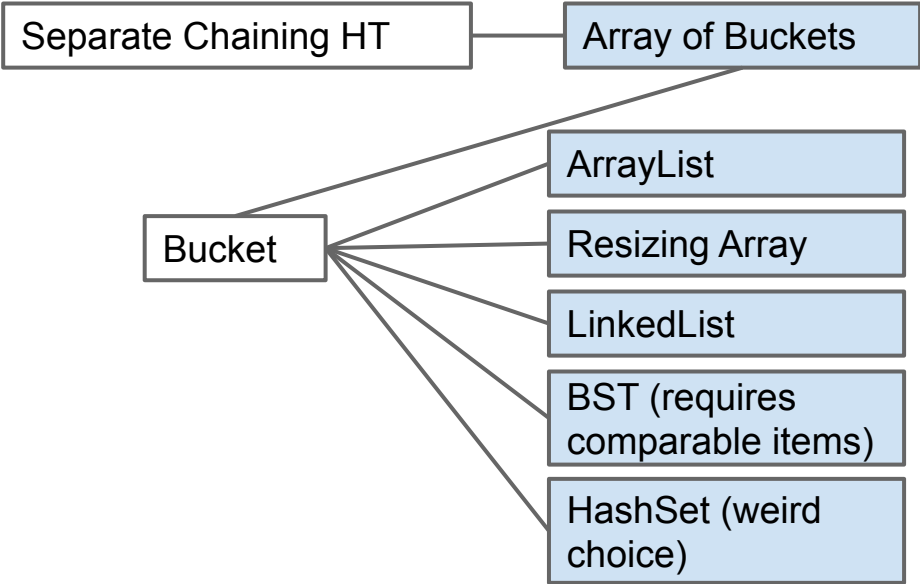 Separate Chaining HT
Array of Buckets
ArrayList
Bucket
Resizing Array
LinkedList
BST (requires
comparable items)
HashSet (weird
choice)